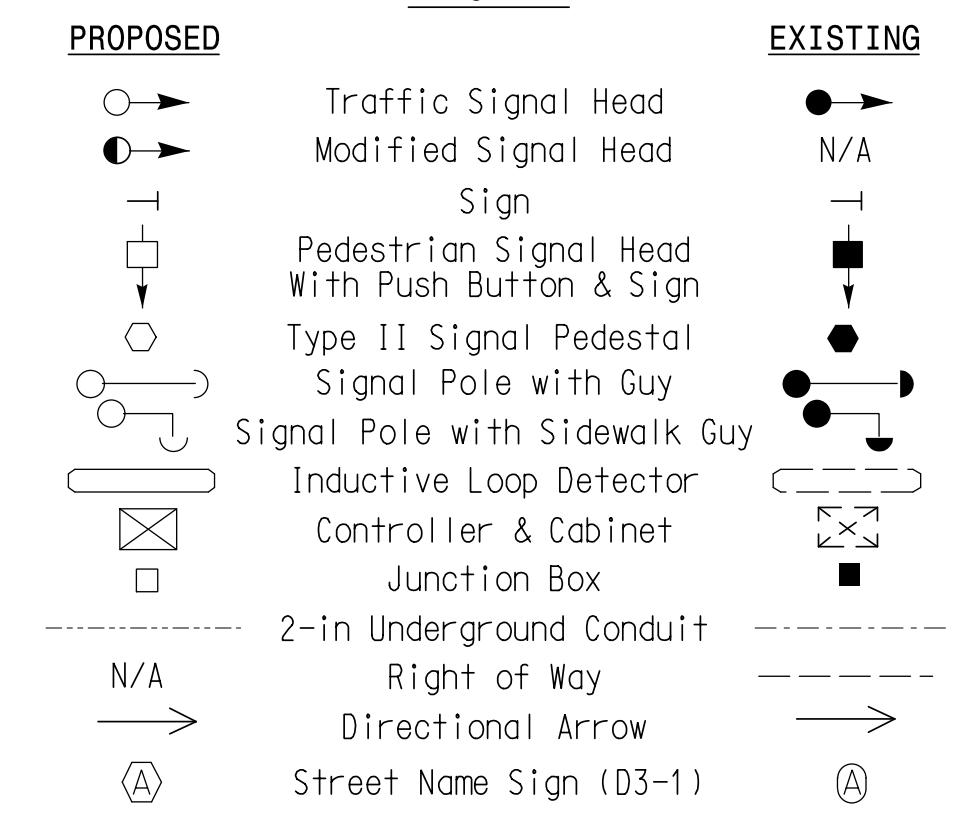 PROPOSED EXISTING
Traffic Signal Head
Modified Signal Head N/A
Sign
Pedestrian Signal Head
With Push Button & Sign
Type II Signal Pedestal
Signal Pole with Guy
Signal Pole with Sidewalk Guy
Inductive Loop Detector
Controller & Cabinet
Junction Box
2-in Underground Conduit
N/A Right of Way
Directional Arrow
A Street Name Sign (D3-1) A